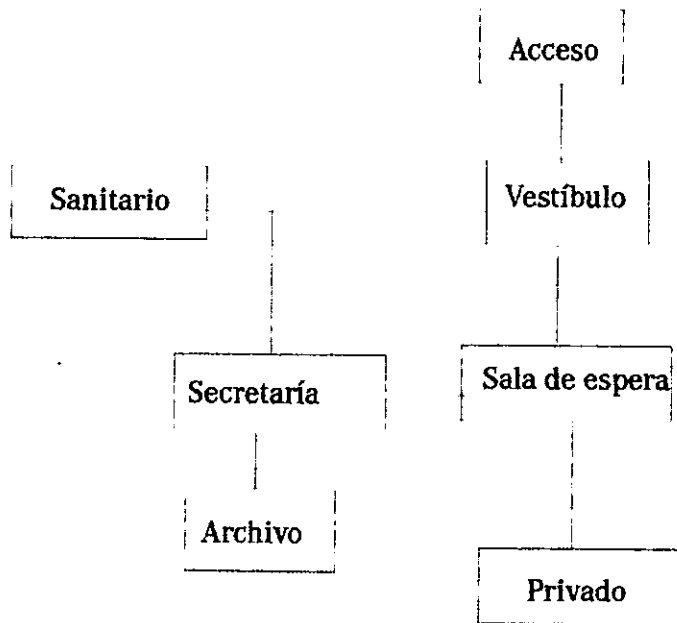 Acceso
Sanitario
Vestíbulo
Secretaría
Sala de espera
Archivo
Privado